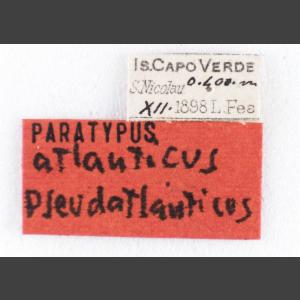 Is. CAPO VERDE
S. Nicolau 0.400.m
XII. 1898 L. Fea
PARATYPUS
atlanticus
pseudatlanticus